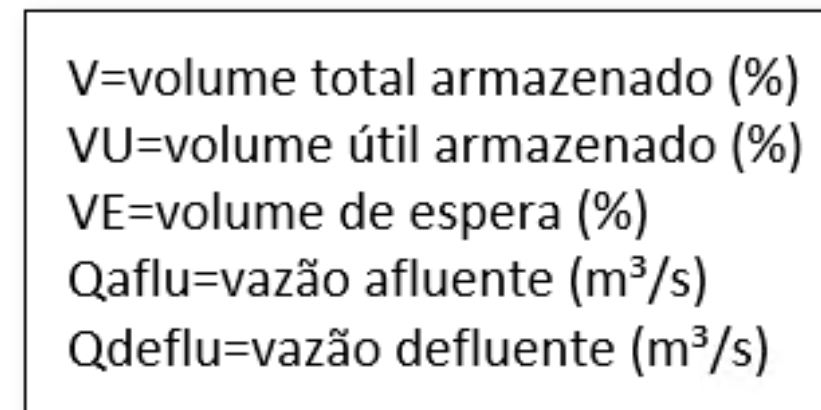 V=volume total armazenado (%)
VU=volume útil armazenado (%)
VE=volume de espera (%)
Qaflu=vazão afluente (m³/s)
Qdeflu=vazão defluente (m³/s)